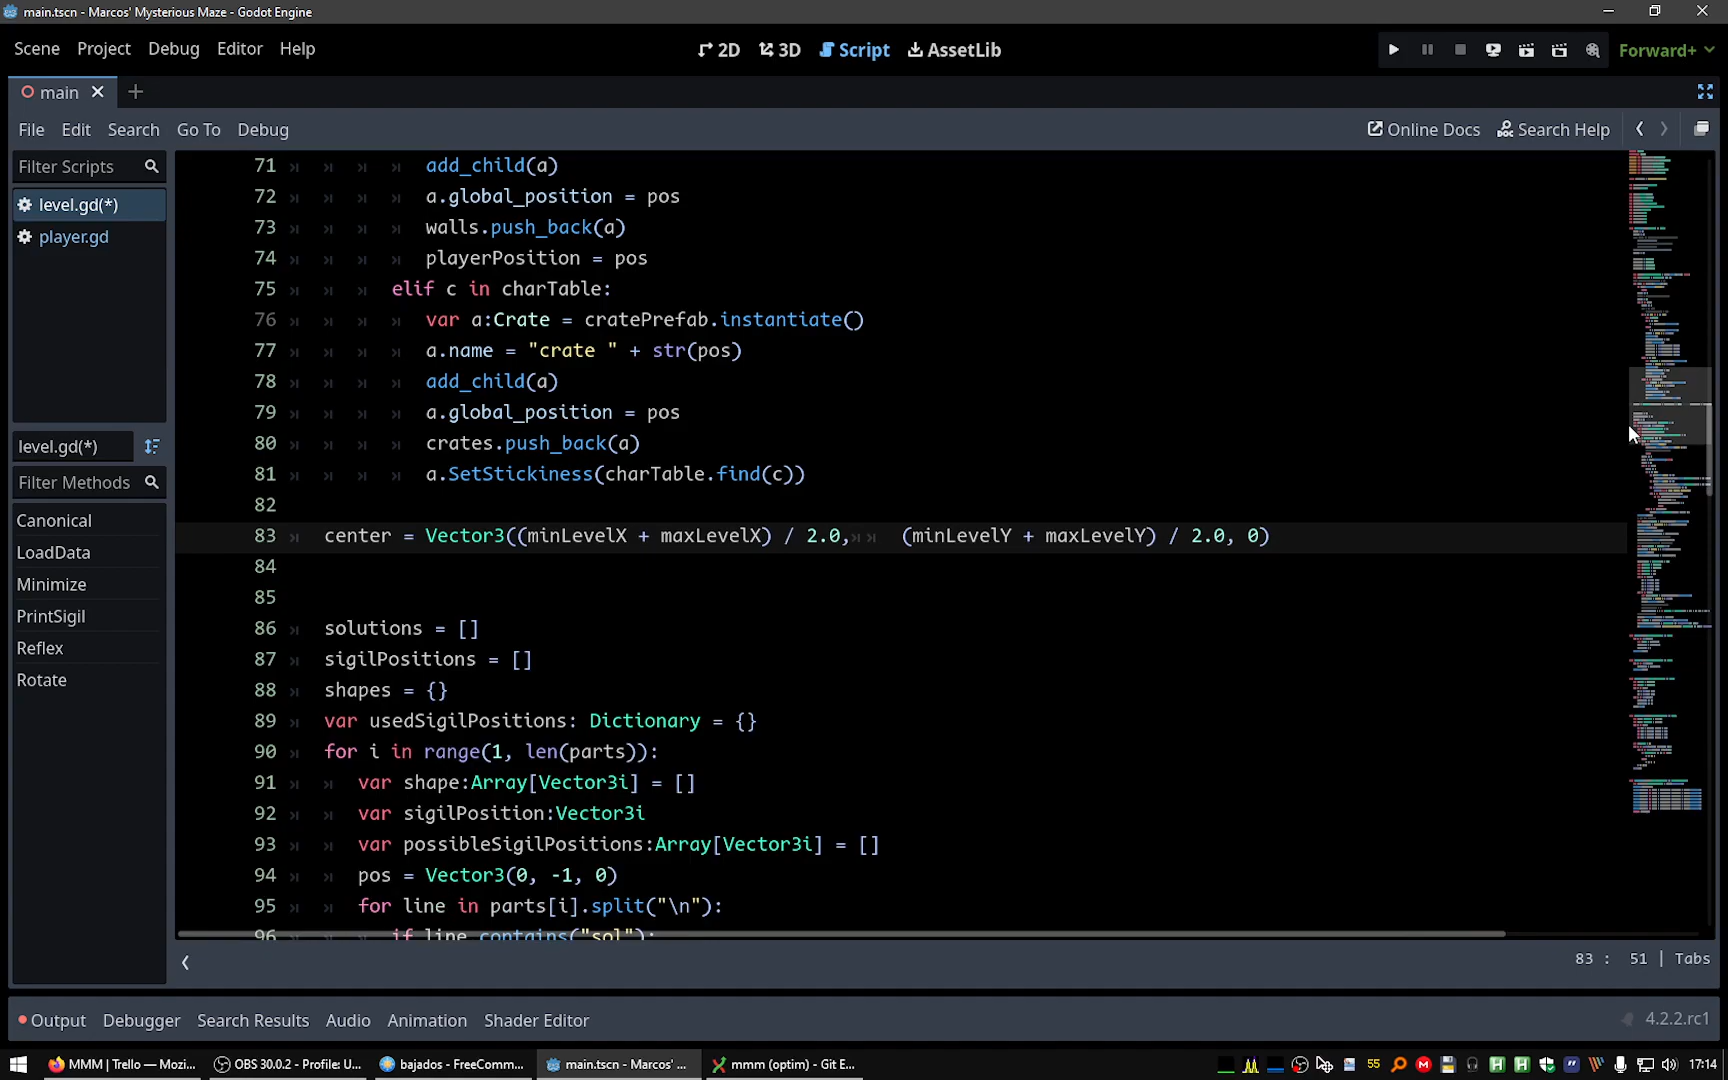 main.tscn - Marcos' Mysterious Maze - Godot Engine
Scene Project Debug Editor Help
2D 3D Script AssetLib
Forward+
main
File Edit Search Go To Debug
Online Docs Search Help
Filter Scripts
level.gd(*)
player.gd
level.gd(*)
Filter Methods
Canonical
LoadData
Minimize
PrintSigil
Reflex
Rotate
71 add_child(a)
72 a.global_position = pos
73 walls.push_back(a)
74 playerPosition = pos
75 elif c in charTable:
76 var a:Crate = cratePrefab.instantiate()
77 a.name = "crate " + str(pos)
78 add_child(a)
79 a.global_position = pos
80 crates.push_back(a)
81 a.SetStickiness(charTable.find(c))
82
83 center = Vector3((minLevelX + maxLevelX) / 2.0, (minLevelY + maxLevelY) / 2.0, 0)
84
85
86 solutions = []
87 sigilPositions = []
88 shapes = {}
89 var usedSigilPositions: Dictionary = {}
90 for i in range(1, len(parts)):
91 var shape:Array[Vector3i] = []
92 var sigilPosition:Vector3i
93 var possibleSigilPositions:Array[Vector3i] = []
94 pos = Vector3(0, -1, 0)
95 for line in parts[i].split("\n"):
96 if line.contains("sol"):
83 : 51 | Tabs
Output Debugger Search Results Audio Animation Shader Editor
4.2.2.rc1
MMM | Trello — Mozi...
OBS 30.0.2 - Profile: U...
bajados - FreeComm...
main.tscn - Marcos' ...
mmm (optim) - Git E...
55
17:14